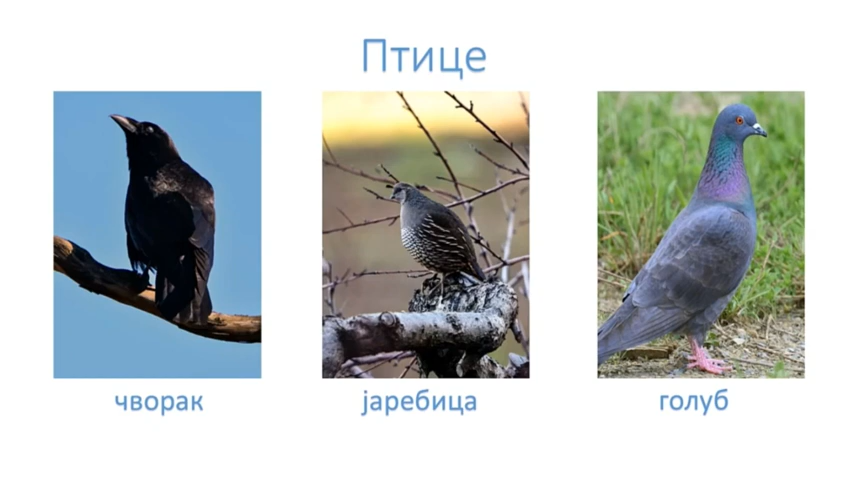 Птице
чворак
јаребица
голуб